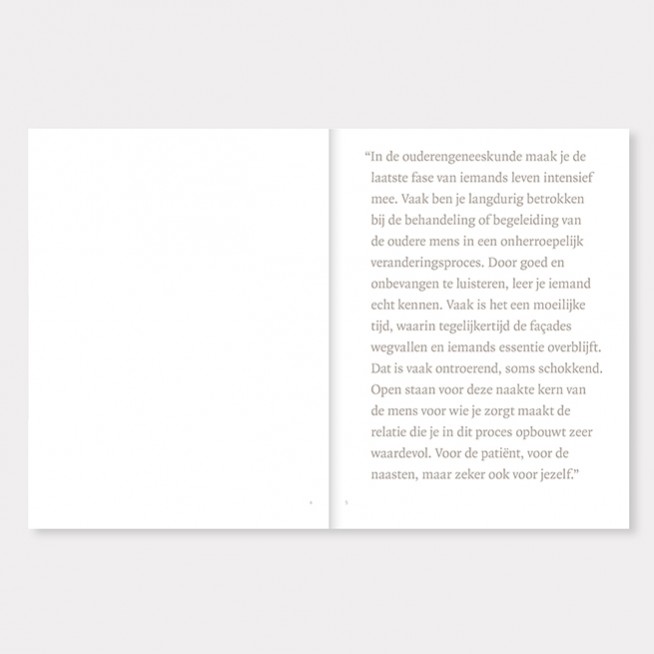 “In de ouderengeneeskunde maak je de
laatste fase van iemands leven intensief
mee. Vaak ben je langdurig betrokken
bij de behandeling of begeleiding van
de oudere mens in een onherroepelijk
veranderingsproces. Door goed en
onbevangen te luisteren, leer je iemand
echt kennen. Vaak is het een moeilijke
tijd, waarin tegelijkertijd de façades
wegvallen en iemands essentie overblijft.
Dat is vaak ontroerend, soms schokkend.
Open staan voor deze naakte kern van
de mens voor wie je zorgt maakt de
relatie die je in dit proces opbouwt zeer
waardevol. Voor de patiënt, voor de
naasten, maar zeker ook voor jezelf.”